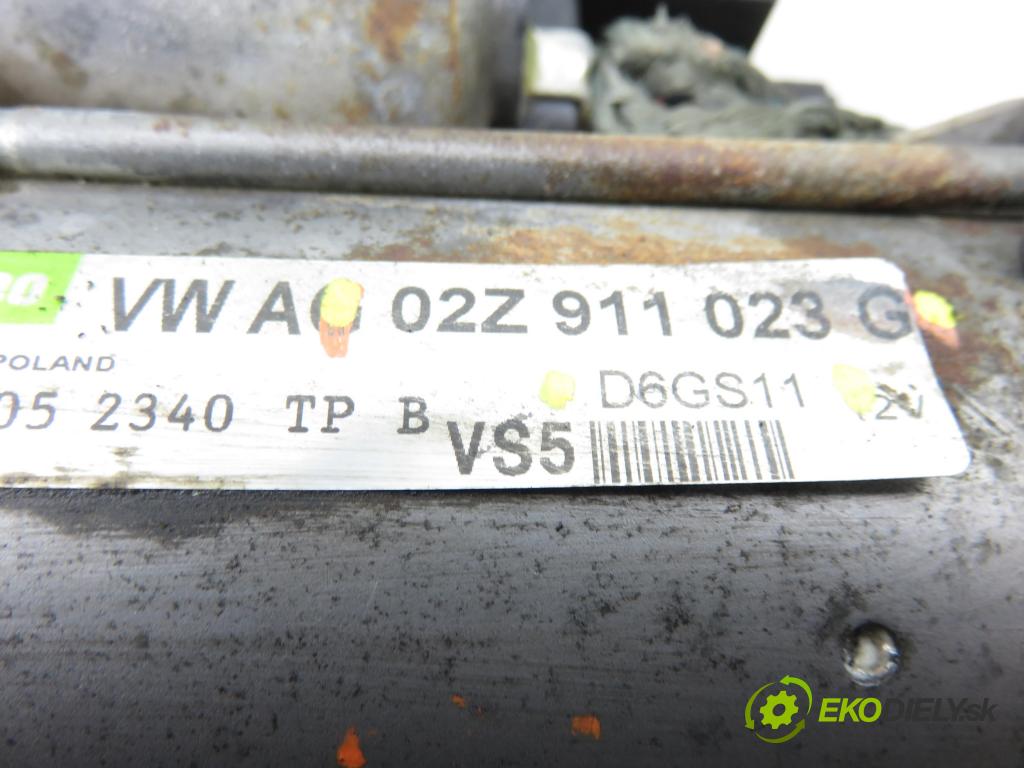 VW AG 02Z 911 023 G
POLAND
D6GS11
05 2340 TP B
VS5
EKODIELY.sk